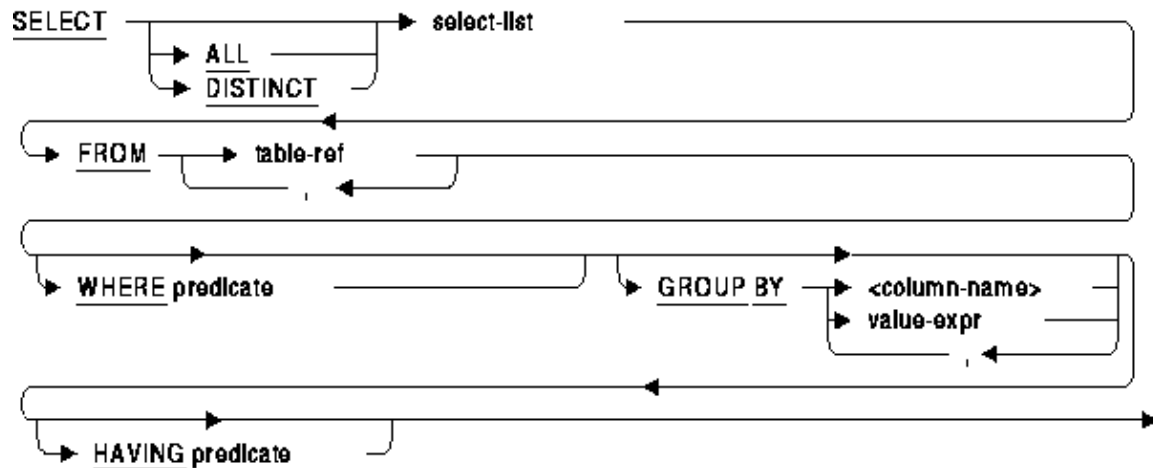 SELECT select-list
ALL
DISTINCT
FROM table-ref
,
WHERE predicate GROUP BY <column-name>
value-expr
,
HAVING predicate